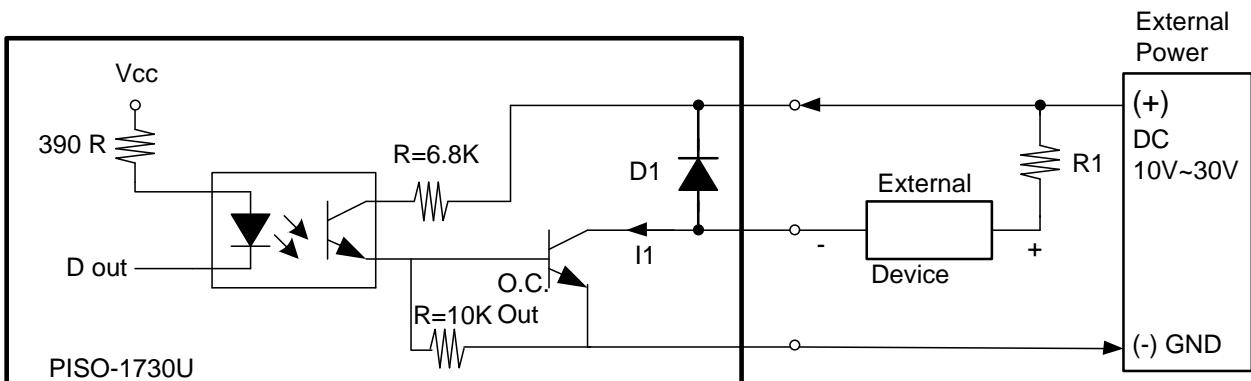 External
Power
Vcc
(+)
DC
10V~30V
390 R
R=6.8K
D1
R1
External
Device
-
+
I1
D out
O.C.
Out
R=10K
(-) GND
PISO-1730U